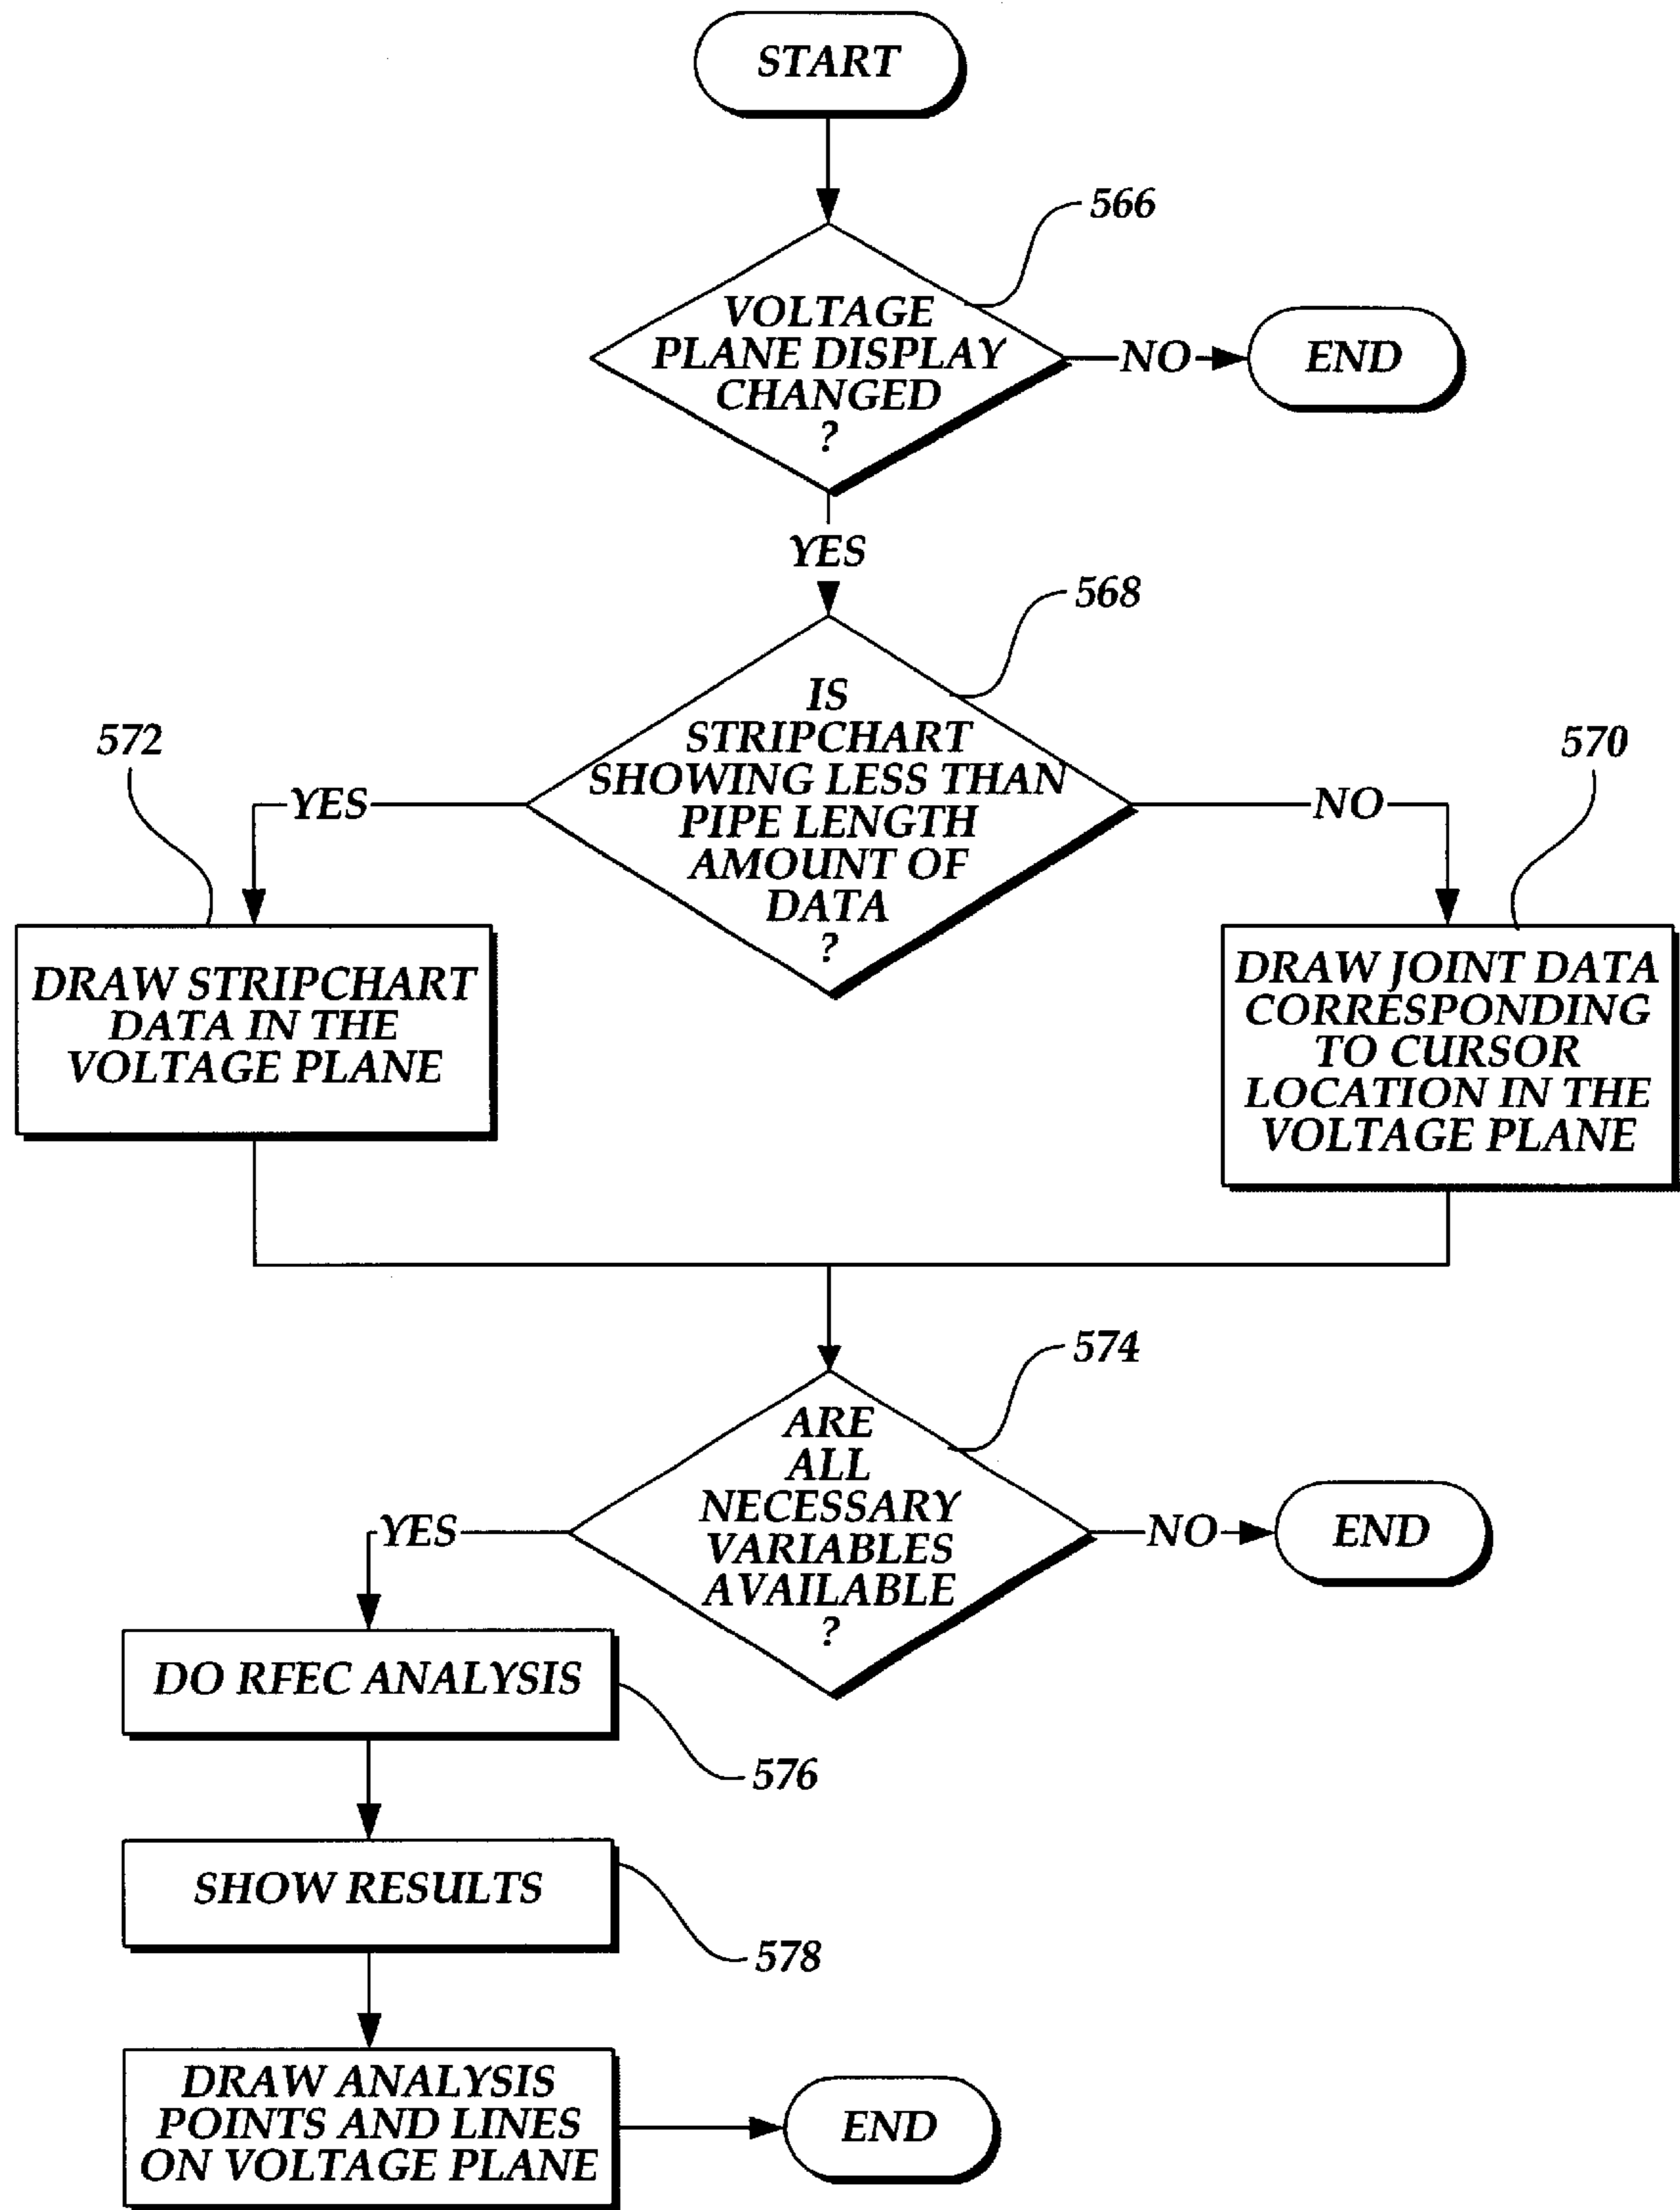 START
566
VOLTAGE
PLANE DISPLAY
CHANGED
?
NO
END
YES
568
IS
STRIPCHART
SHOWING LESS THAN
PIPE LENGTH
AMOUNT OF
DATA
?
YES
NO
572
570
DRAW STRIPCHART
DATA IN THE
VOLTAGE PLANE
DRAW JOINT DATA
CORRESPONDING
TO CURSOR
LOCATION IN THE
VOLTAGE PLANE
574
ARE
ALL
NECESSARY
VARIABLES
AVAILABLE
?
YES
NO
END
DO RFEC ANALYSIS
576
SHOW RESULTS
578
DRAW ANALYSIS
POINTS AND LINES
ON VOLTAGE PLANE
END